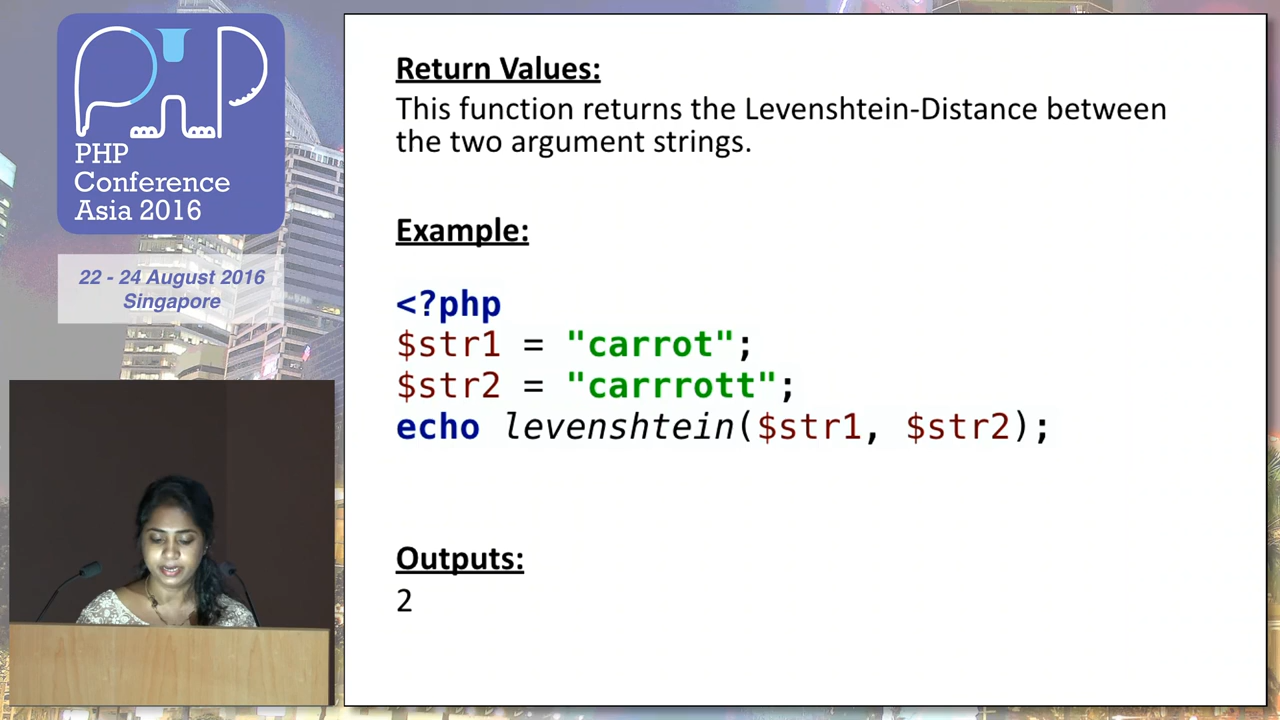 PHP
Conference
Asia 2016
22 - 24 August 2016
Singapore
Return Values:
This function returns the Levenshtein-Distance between
the two argument strings.
Example:
<?php
$str1 = "carrot";
$str2 = "carrrott";
echo levenshtein($str1, $str2);
Outputs:
2